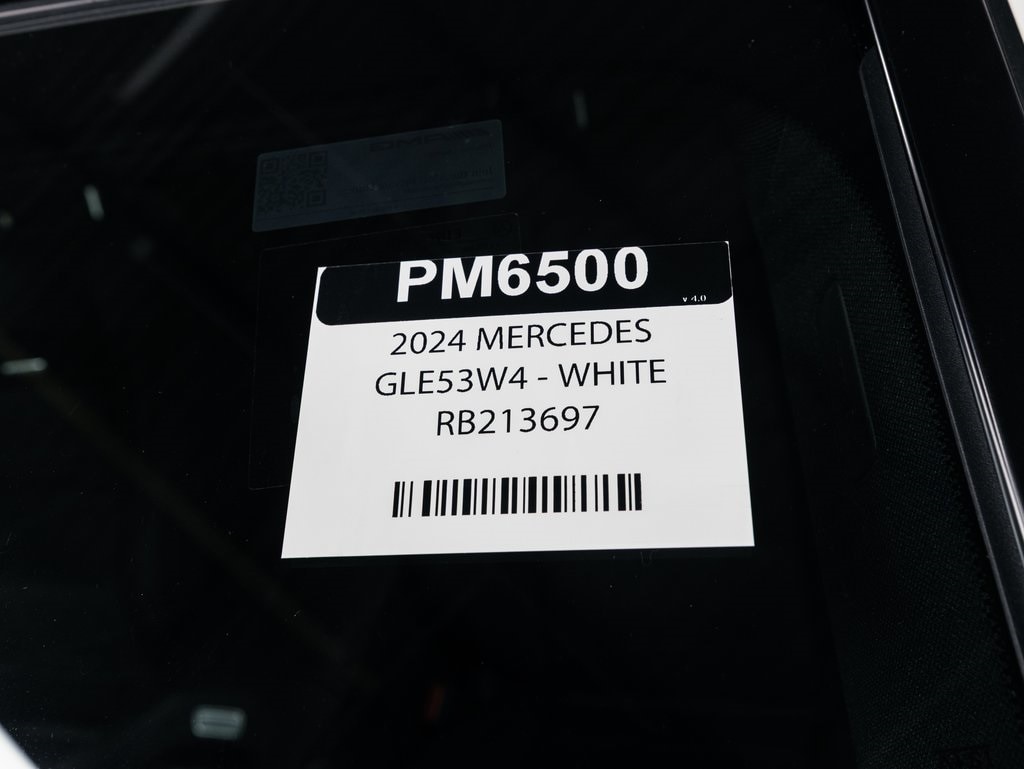 PM6500
v 4.0
2024 MERCEDES
GLE53W4 - WHITE
RB213697